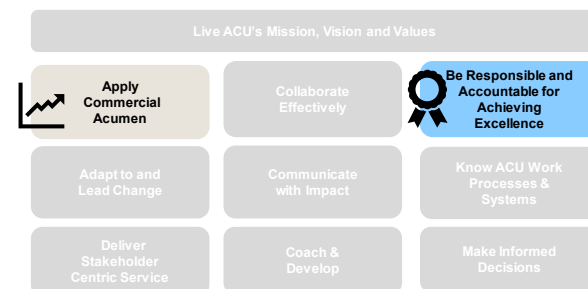 Live ACU's Mission, Vision and Values
Apply
Commercial
Acumen
Collaborate
Effectively
Be Responsible and
Accountable for
Achieving
Excellence
Adapt to and
Lead Change
Communicate
with Impact
Know ACU Work
Processes &
Systems
Deliver
Stakeholder
Centric Service
Coach &
Develop
Make Informed
Decisions